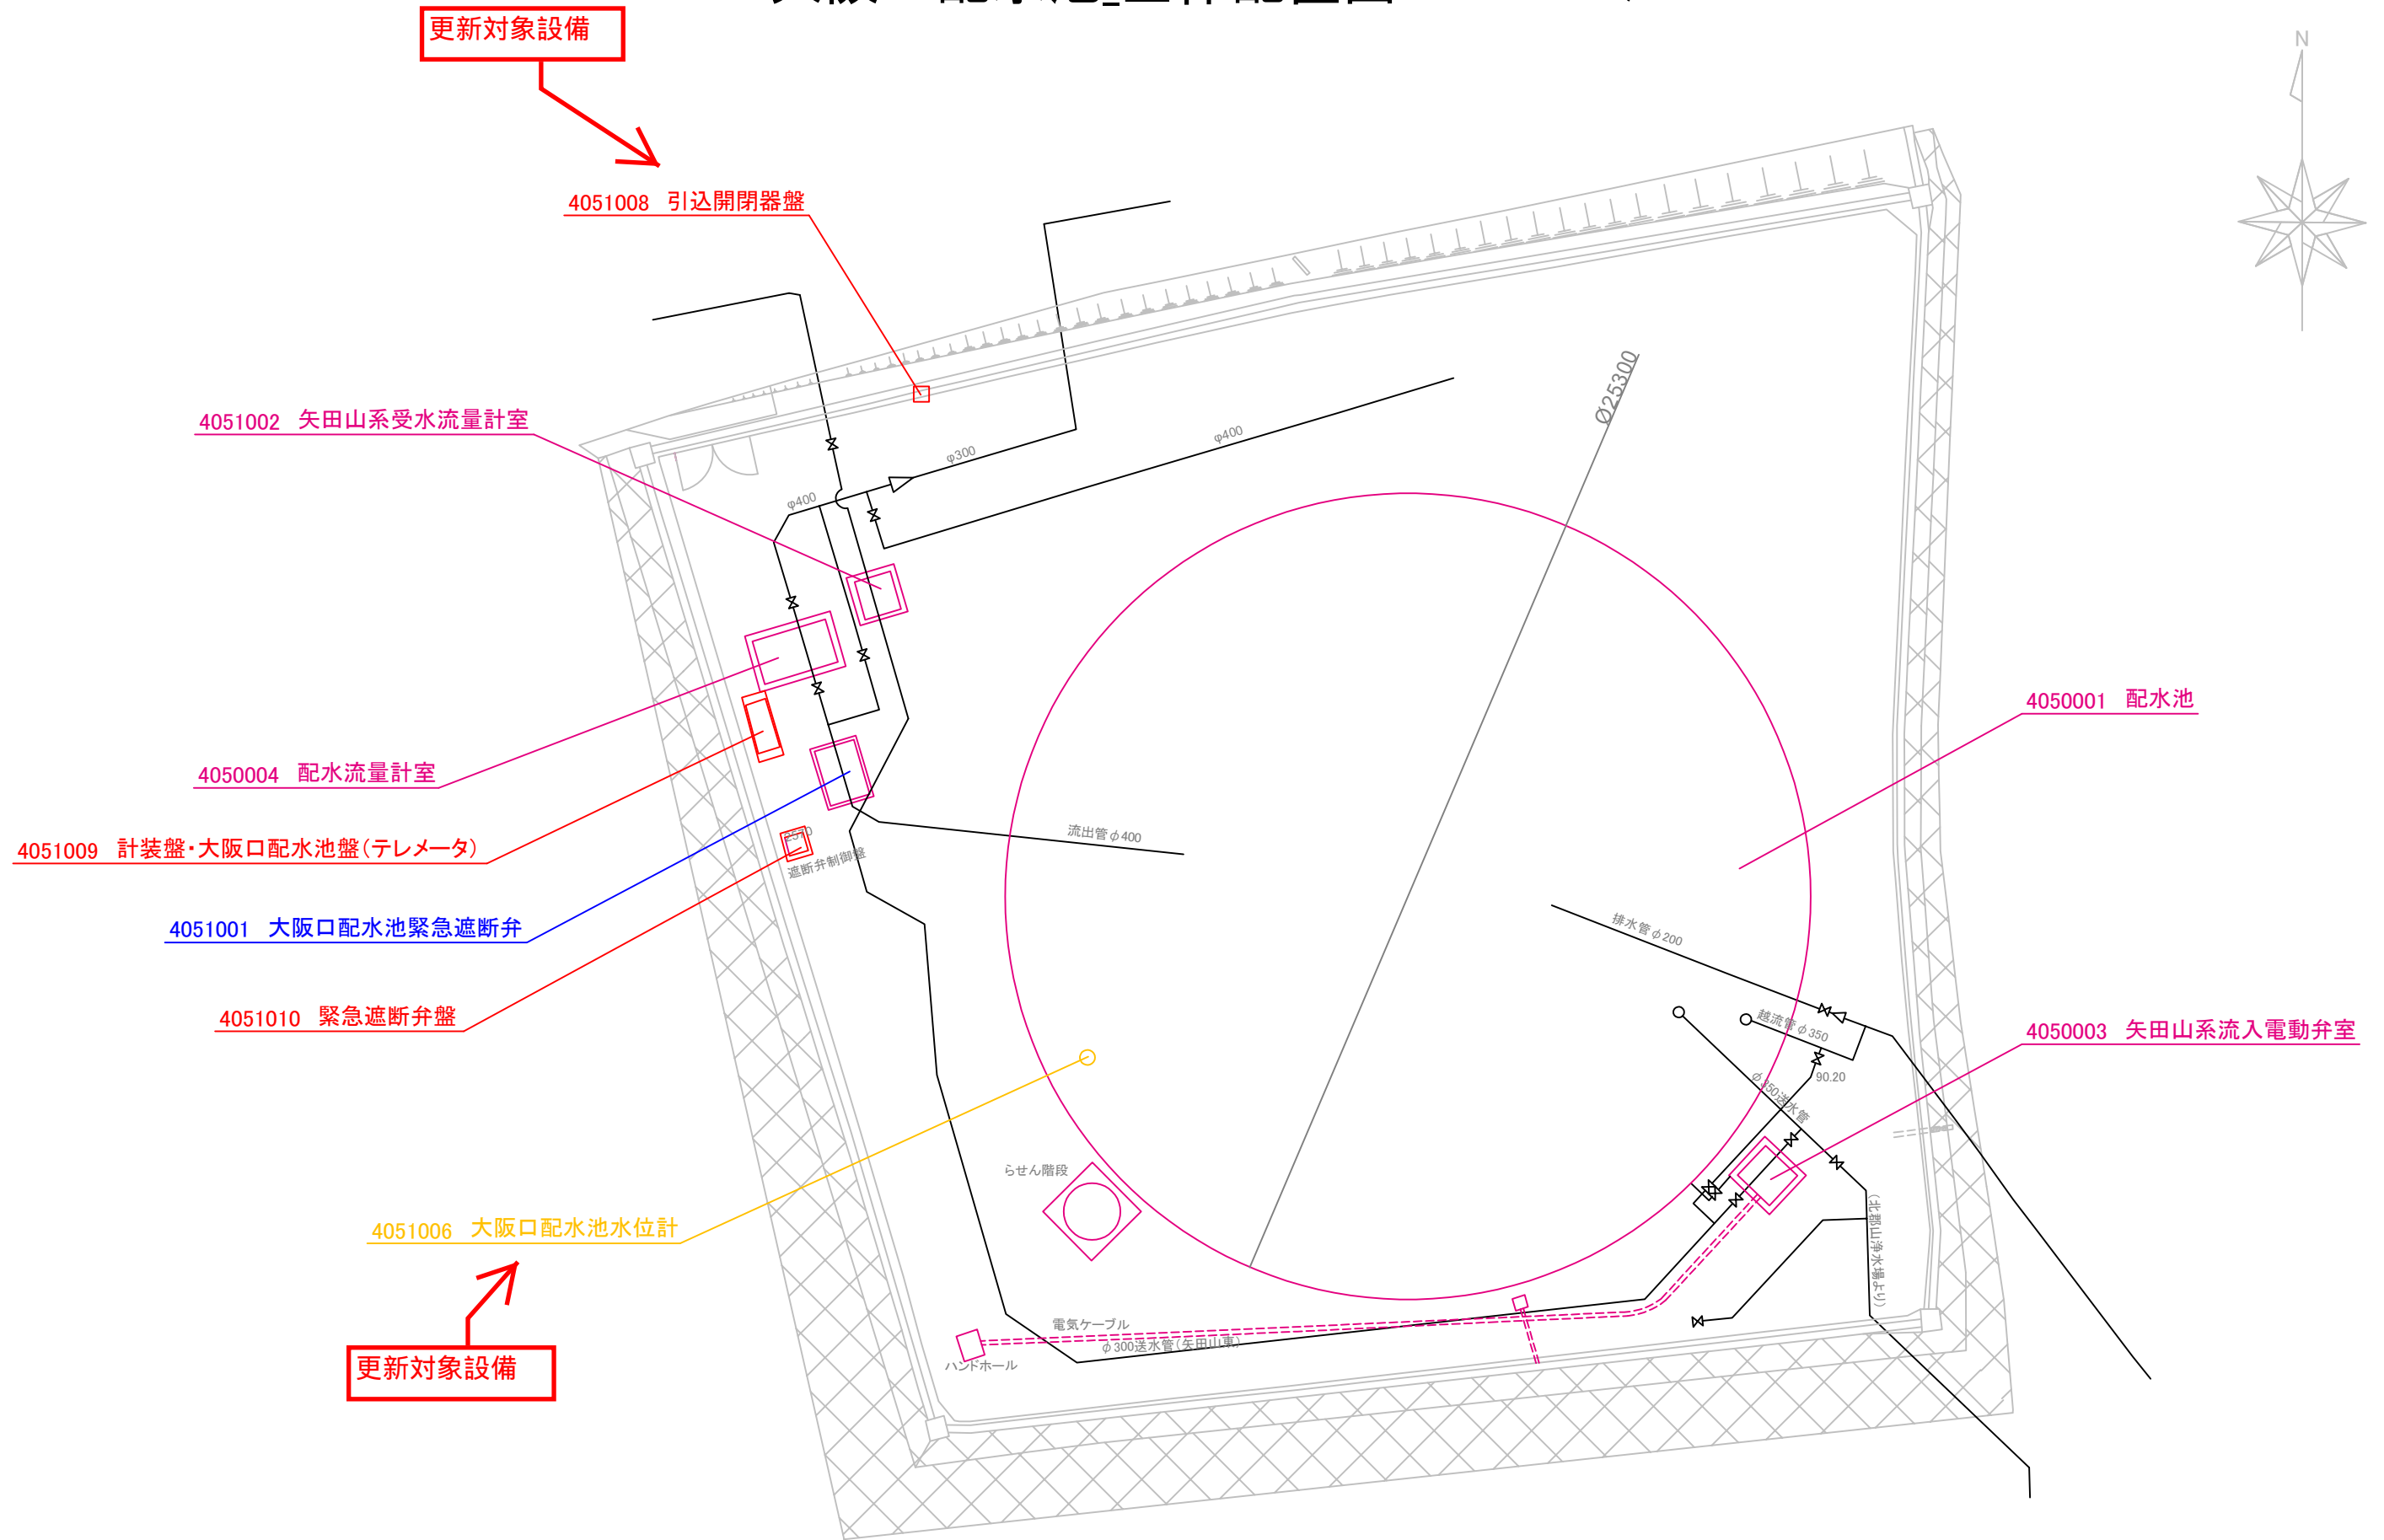 更新対象設備
N
4051008 引込開閉器盤
Ø25300
4051002 矢田山系受水流量計室
φ300
φ400
φ400
4050001 配水池
4050004 配水流量計室
流出管φ400
2570
遮断弁制御盤
4051009 計装盤・大阪口配水池盤(テレメータ)
4051001 大阪口配水池緊急遮断弁
排水管φ200
4051010 緊急遮断弁盤
越流管φ350
4050003 矢田山系流入電動弁室
90.20
φ350送水管
らせん階段
4051006 大阪口配水池水位計
(北郡山浄水場より)
電気ケーブル
φ300送水管(矢田山東)
ハンドホール
更新対象設備